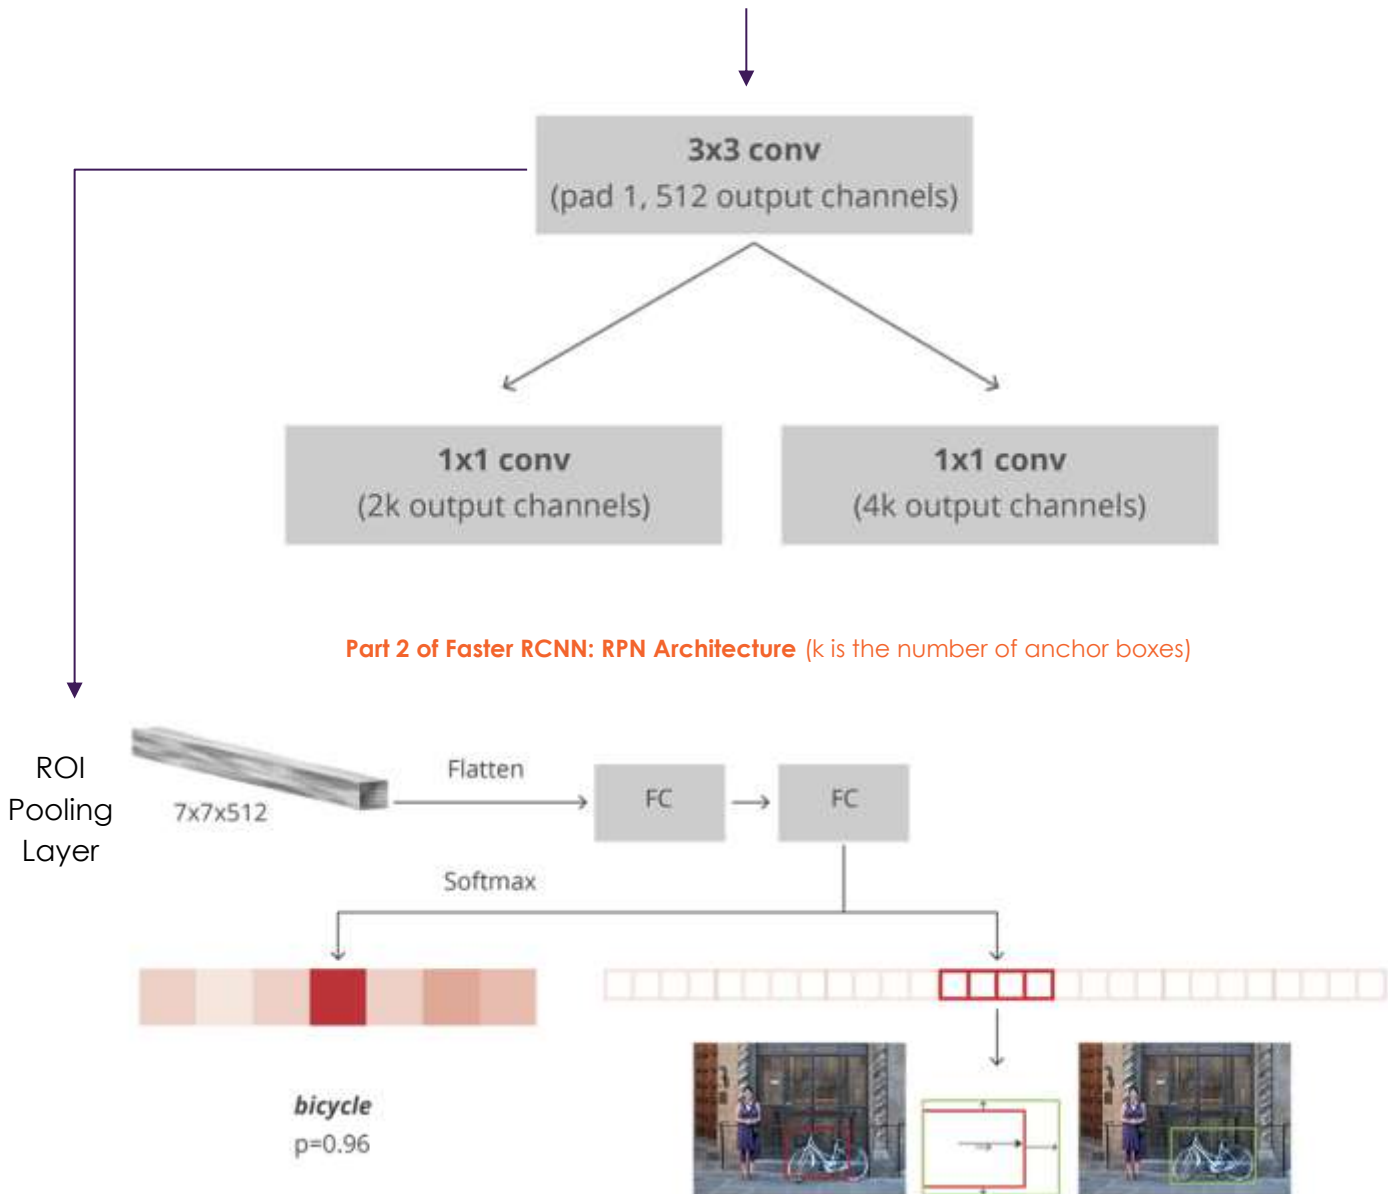 3x3 conv
(pad 1, 512 output channels)
1x1 conv
(2k output channels)
1x1 conv
(4k output channels)
Part 2 of Faster RCNN: RPN Architecture (k is the number of anchor boxes)
ROI
Pooling
Layer
7x7x512
Flatten
FC
FC
Softmax
bicycle
p=0.96